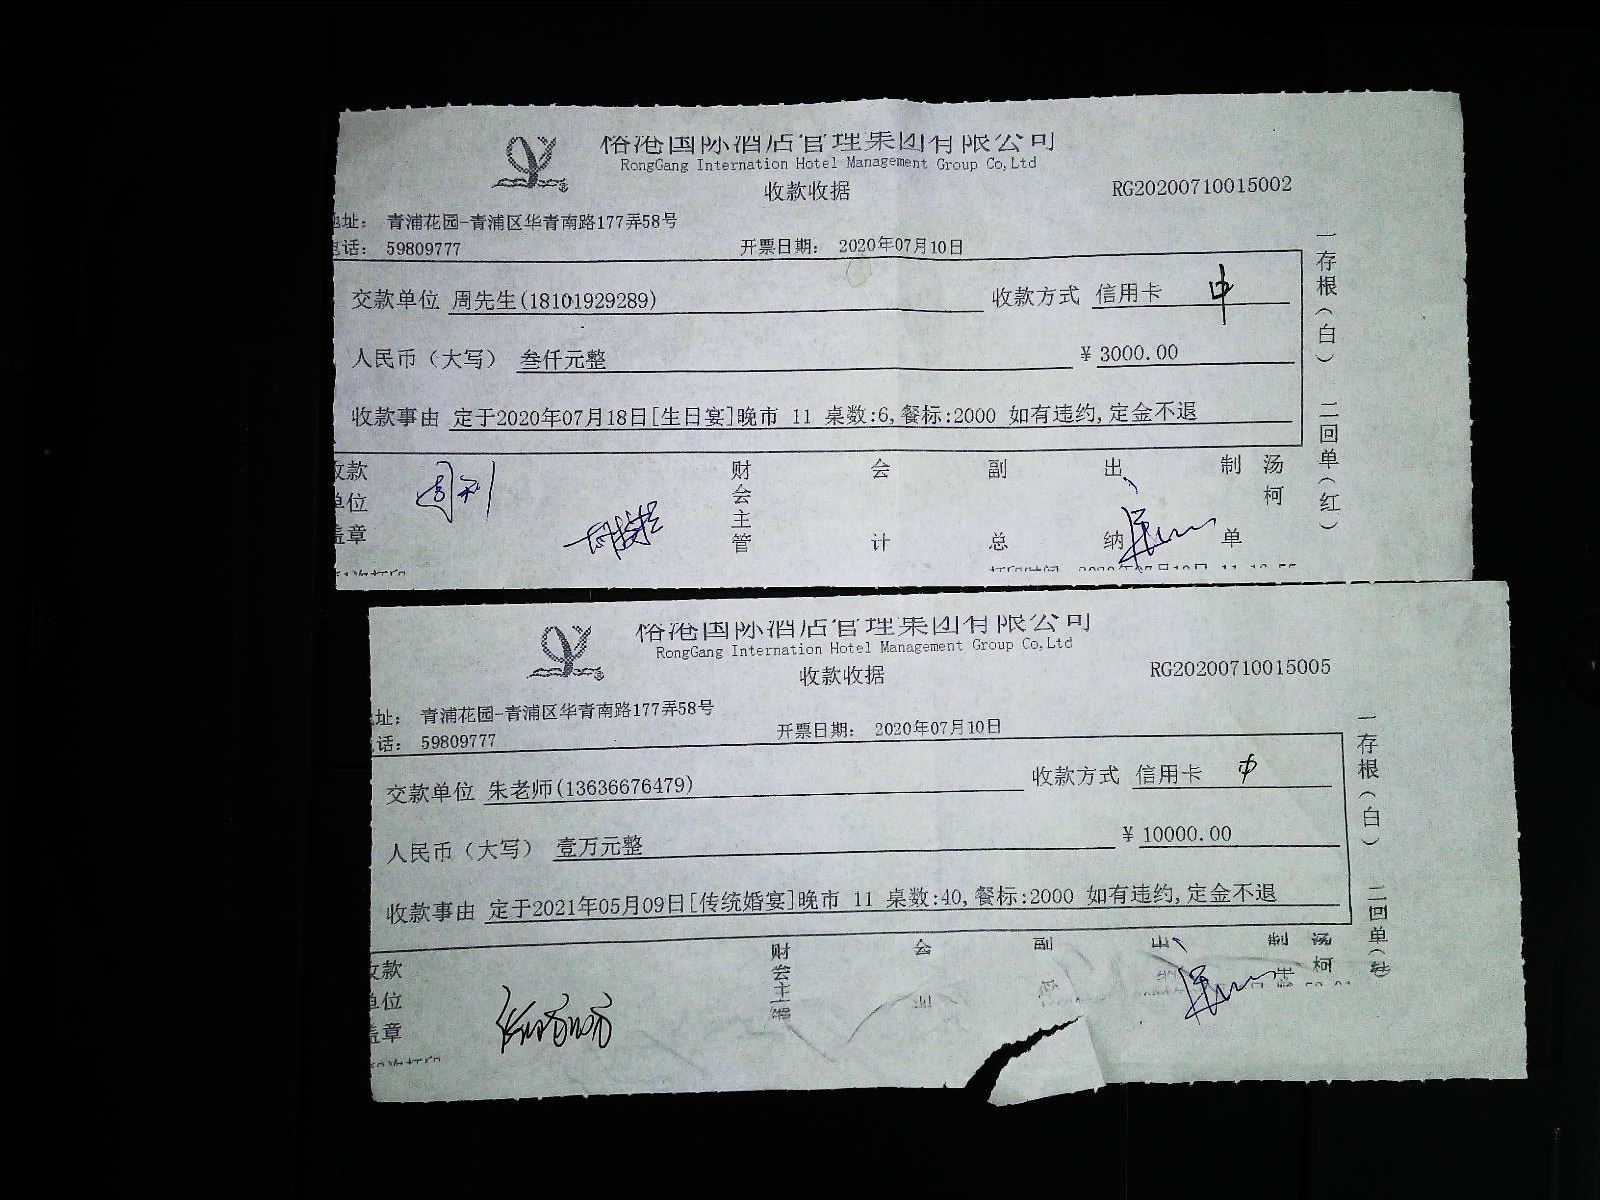 俗港国际酒店管理集团有限公司
RongGang Internation Hotel Management Group Co,Ltd
收款收据
RG20200710015002
地址： 青浦花园-青浦区华青南路177弄58号
电话： 59809777 开票日期： 2020年07月10日
交款单位 周先生(18101929289) 收款方式 信用卡 中
人民币（大写） 叁仟元整 ¥ 3000.00
收款事由 定于2020年07月18日[生日宴]晚市 11 桌数:6,餐标:2000 如有违约,定金不退
收款单位盖章 财会主管 会计 副总 出纳 制单 汤柯
一存根（白） 二回单（红）
俗港国际酒店管理集团有限公司
RongGang Internation Hotel Management Group Co,Ltd
收款收据
RG20200710015005
址： 青浦花园-青浦区华青南路177弄58号
话： 59809777 开票日期： 2020年07月10日
交款单位 朱老师(13636676479) 收款方式 信用卡 中
人民币（大写） 壹万元整 ¥ 10000.00
收款事由 定于2021年05月09日[传统婚宴]晚市 11 桌数:40,餐标:2000 如有违约,定金不退
收款单位盖章 财会主管 会 副 出 制 汤柯
一存根（白） 二回单